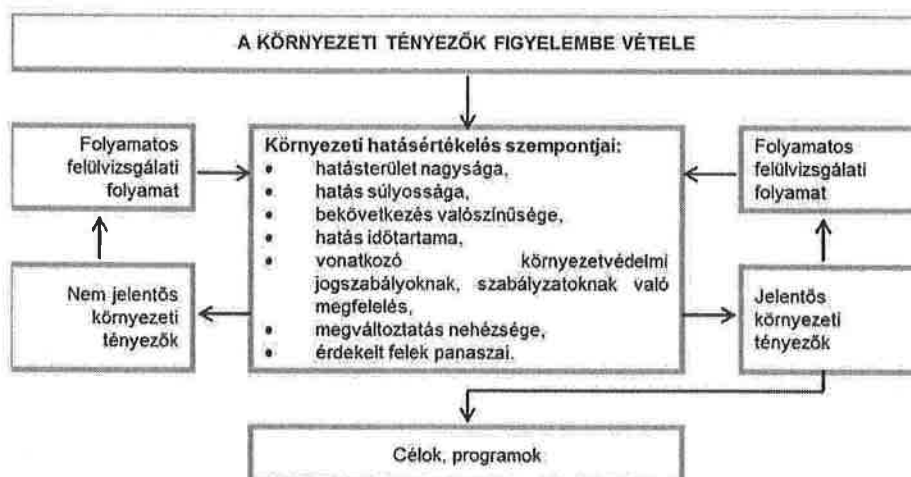 A KÖRNYEZETI TÉNYEZŐK FIGYELEMBE VÉTELE
Folyamatos
felülvizsgálati
folyamat
Környezeti hatásértékelés szempontjai:
• hatásterület nagysága,
• hatás súlyossága,
• bekövetkezés valószínűsége,
• hatás időtartama,
• vonatkozó környezetvédelmi
jogszabályoknak, szabályzatoknak való
megfelelés,
• megváltoztatás nehézsége,
• érdekelt felek panaszai.
Folyamatos
felülvizsgálati
folyamat
Nem jelentős
környezeti
tényezők
Jelentős
környezeti
tényezők
Célok, programok